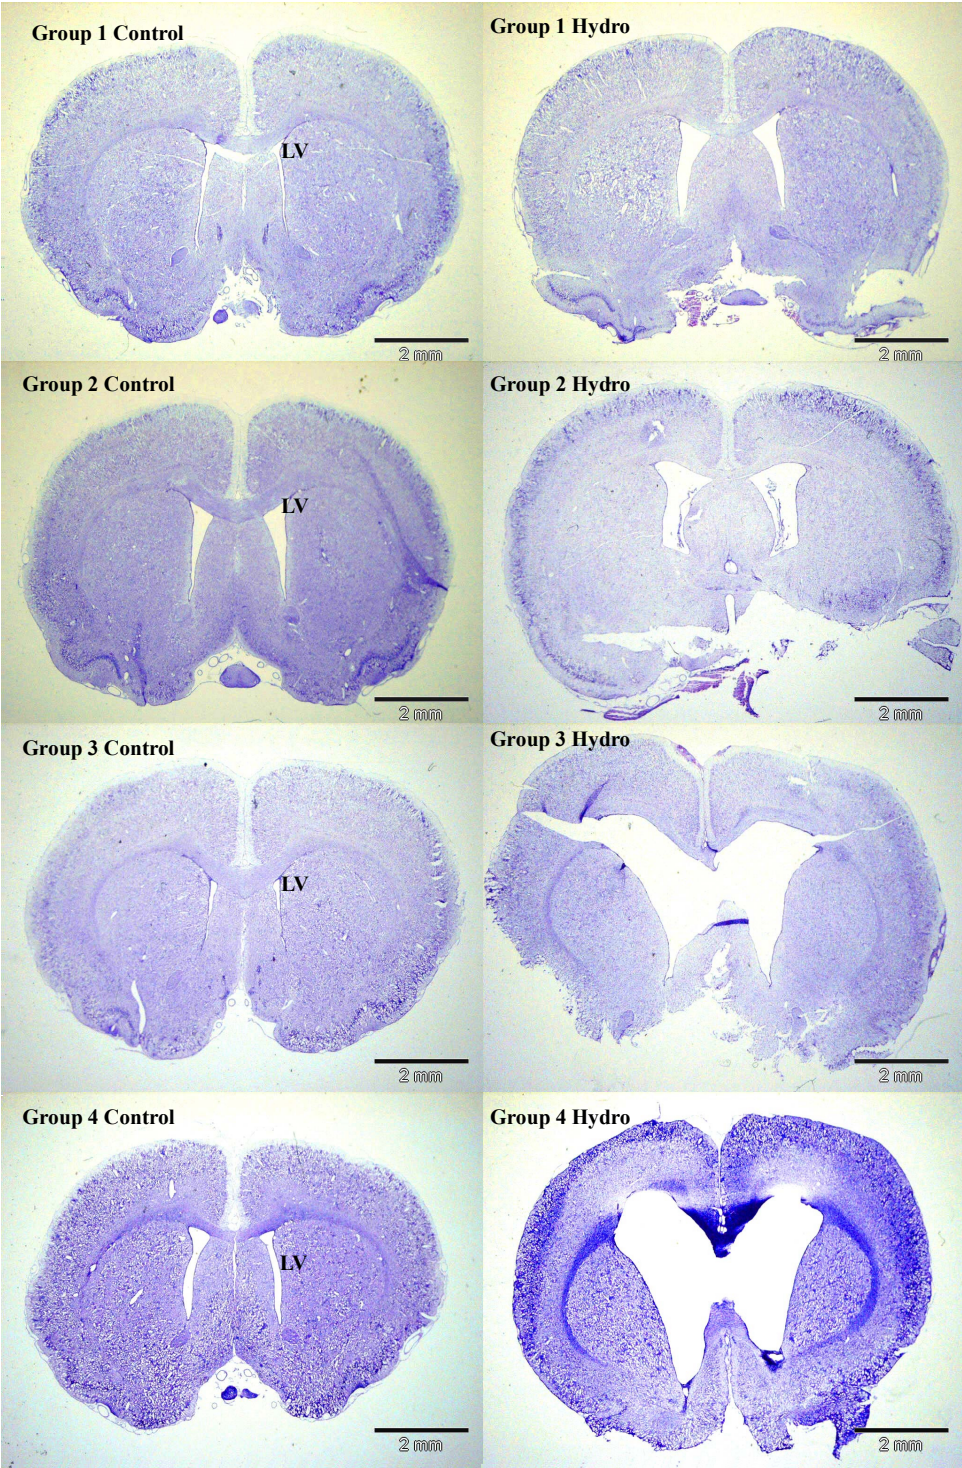 Group 1 Control
LV
2 mm
Group 1 Hydro
2 mm
Group 2 Control
LV
2 mm
Group 2 Hydro
2 mm
Group 3 Control
LV
2 mm
Group 3 Hydro
2 mm
Group 4 Control
LV
2 mm
Group 4 Hydro
2 mm